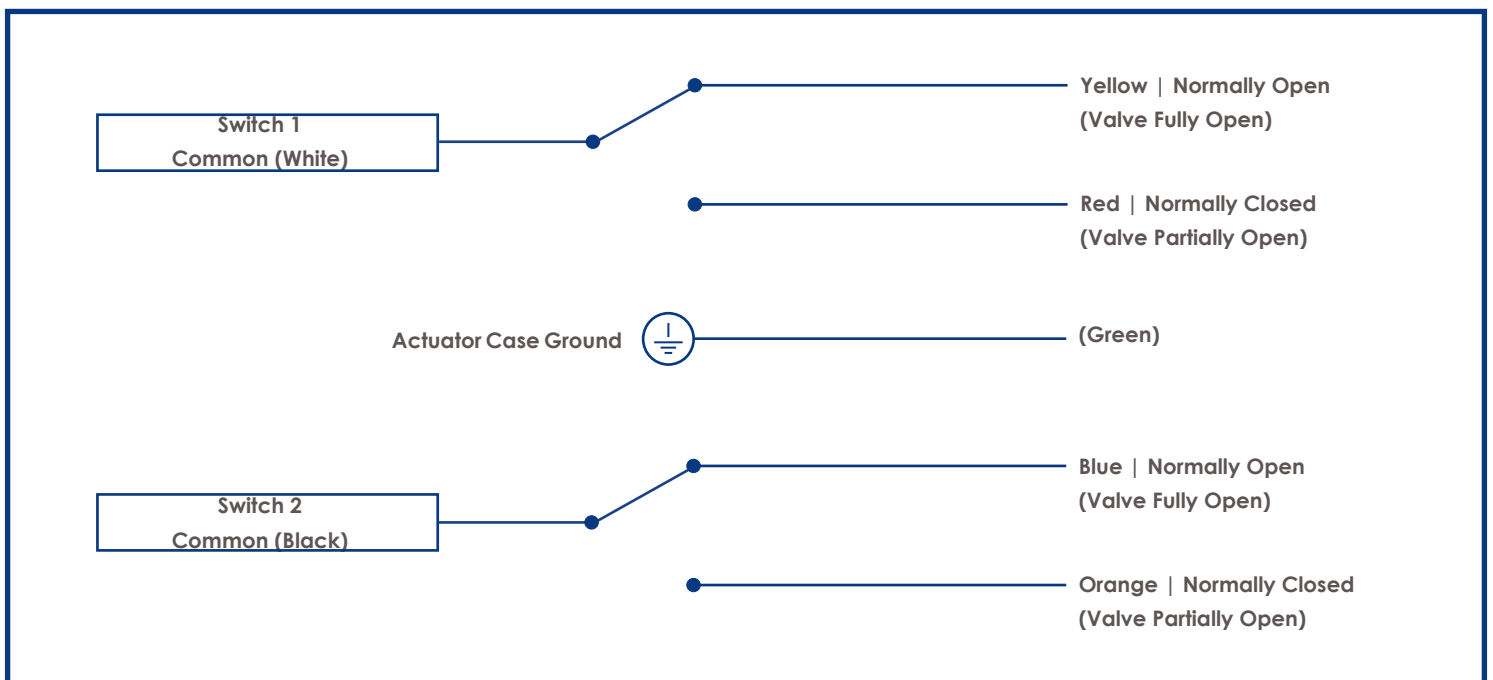 Yellow | Normally Open
(Valve Fully Open)
Switch 1
Common (White)
Red | Normally Closed
(Valve Partially Open)
Actuator Case Ground
(Green)
Blue | Normally Open
(Valve Fully Open)
Switch 2
Common (Black)
Orange | Normally Closed
(Valve Partially Open)